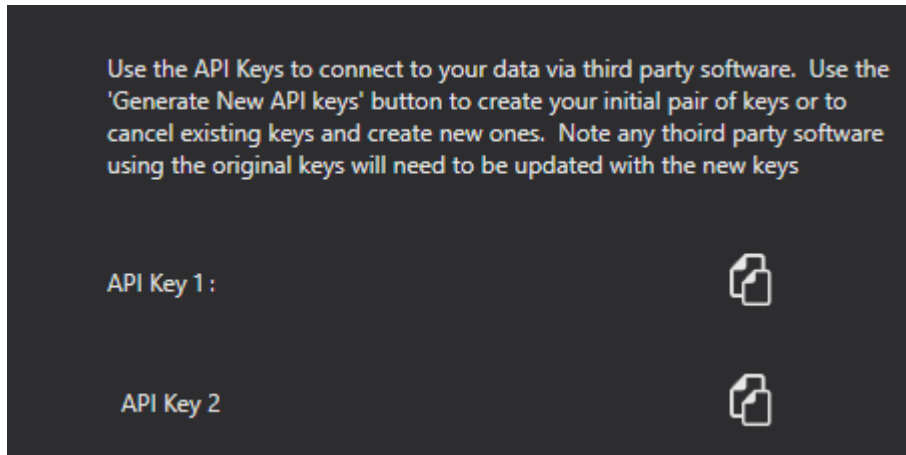 Use the API Keys to connect to your data via third party software.  Use the
'Generate New API keys' button to create your initial pair of keys or to
cancel existing keys and create new ones.  Note any thoird party software
using the original keys will need to be updated with the new keys
API Key 1 :
API Key 2